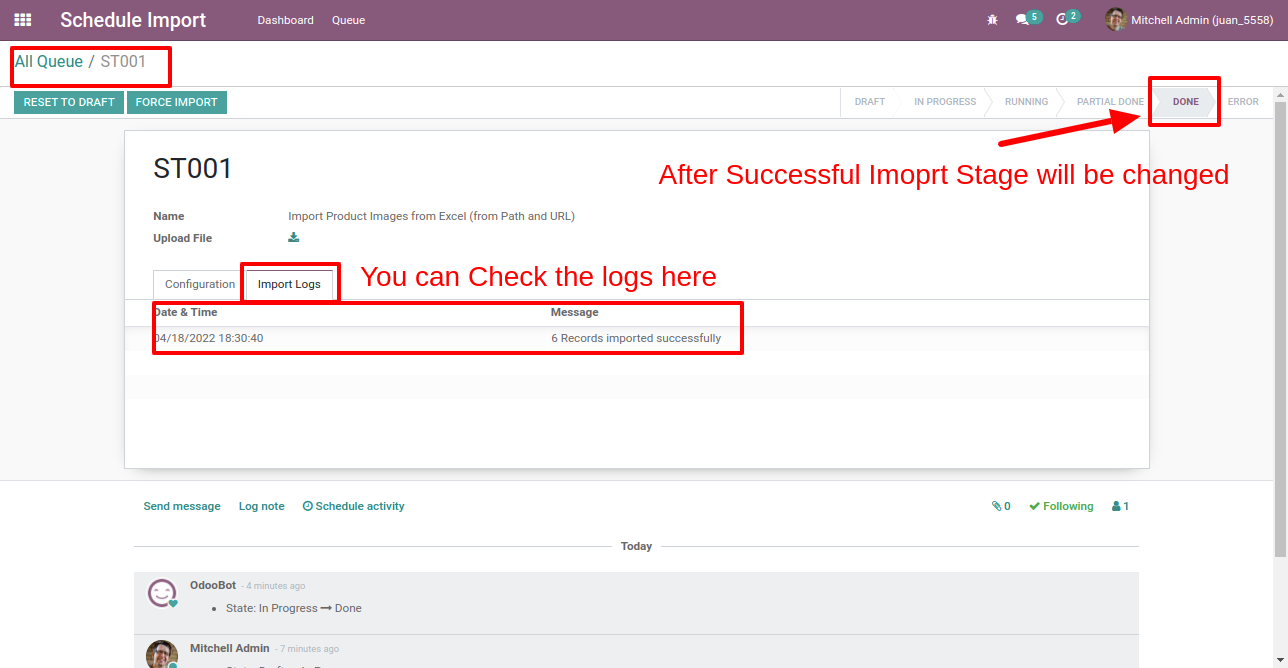 Schedule Import Dashboard Queue 5 2 Mitchell Admin (juan_5558)
All Queue / ST001
RESET TO DRAFT FORCE IMPORT DRAFT IN PROGRESS RUNNING PARTIAL DONE DONE ERROR
ST001
After Successful Imoprt Stage will be changed
Name Import Product Images from Excel (from Path and URL)
Upload File
You can Check the logs here
Configuration Import Logs
Date & Time Message
04/18/2022 18:30:40 6 Records imported successfully
Send message Log note Schedule activity 0 Following 1
Today
OdooBot - 4 minutes ago
• State: In Progress → Done
Mitchell Admin - 7 minutes ago